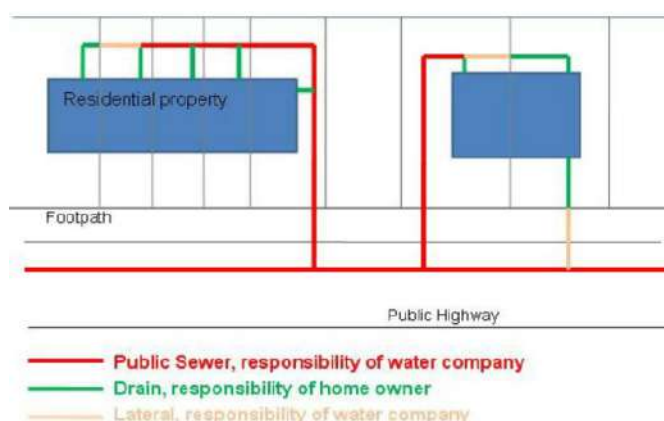 Residential property
Footpath
Public Highway
Public Sewer, responsibility of water company
Drain, responsibility of home owner
Lateral, responsibility of water company